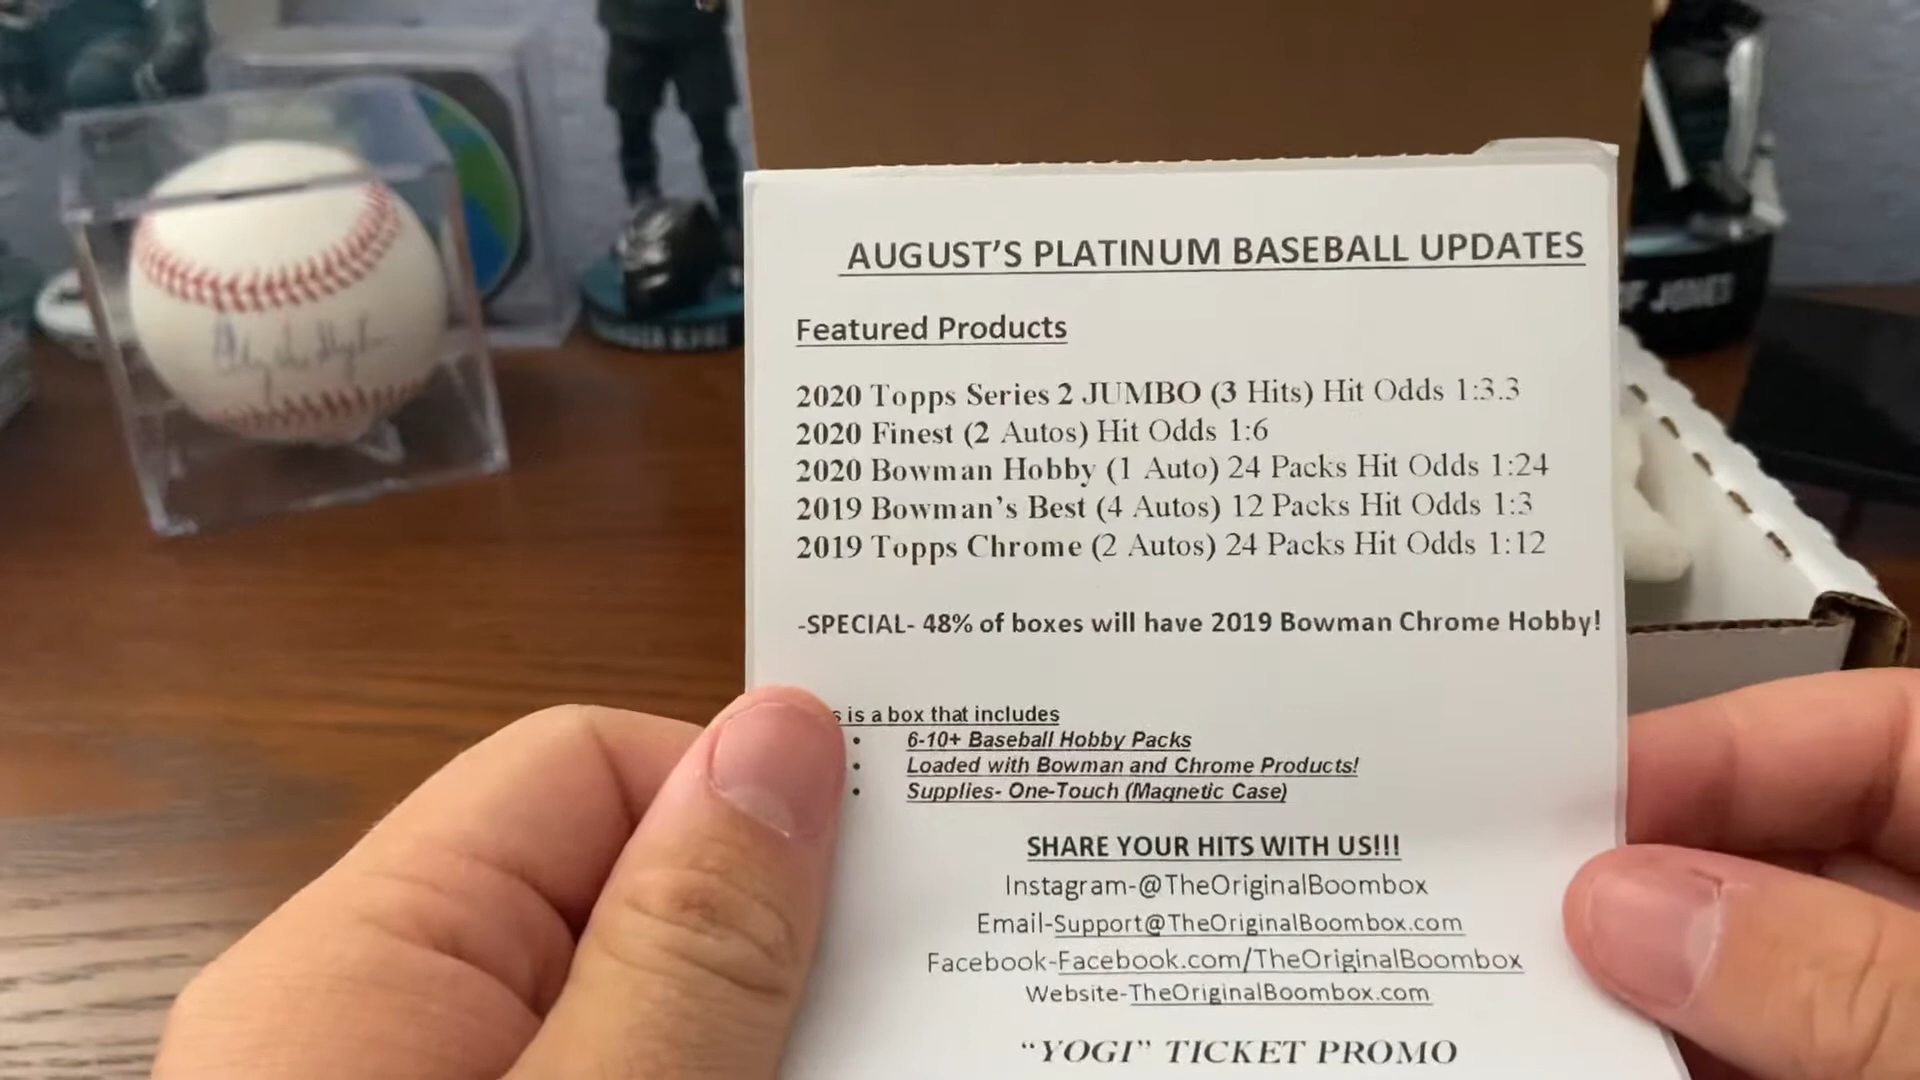 AUGUST'S PLATINUM BASEBALL UPDATES
Featured Products
2020 Topps Series 2 JUMBO (3 Hits) Hit Odds 1:3.3
2020 Finest (2 Autos) Hit Odds 1:6
2020 Bowman Hobby (1 Auto) 24 Packs Hit Odds 1:24
2019 Bowman's Best (4 Autos) 12 Packs Hit Odds 1:3
2019 Topps Chrome (2 Autos) 24 Packs Hit Odds 1:12
-SPECIAL- 48% of boxes will have 2019 Bowman Chrome Hobby!
is a box that includes
• 6-10+ Baseball Hobby Packs
• Loaded with Bowman and Chrome Products!
• Supplies- One-Touch (Magnetic Case)
SHARE YOUR HITS WITH US!!!
Instagram-@TheOriginalBoombox
Email-Support@TheOriginalBoombox.com
Facebook-Facebook.com/TheOriginalBoombox
Website-TheOriginalBoombox.com
"YOGI" TICKET PROMO
JONES